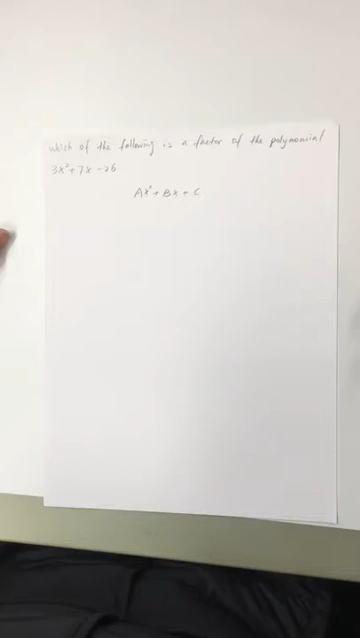 which of the following is a factor of the polynomial
3x²+7x-26
Ax²+Bx+C